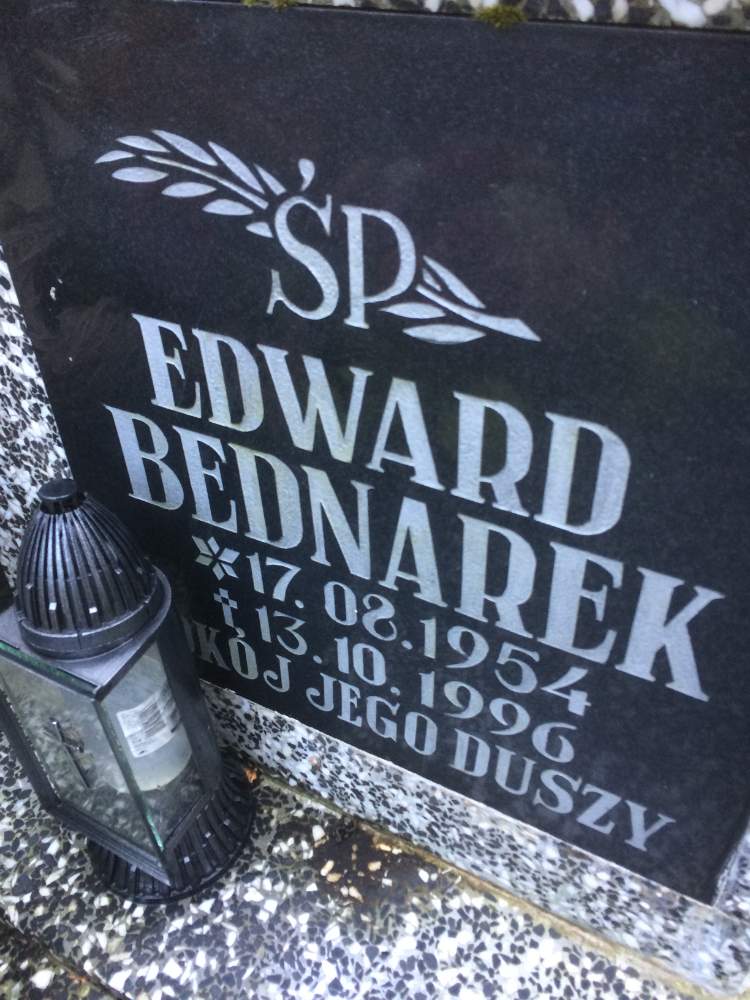 ŚP
EDWARD
BEDNAREK
17.08.1954
13.10.1996
JEGO DUSZY